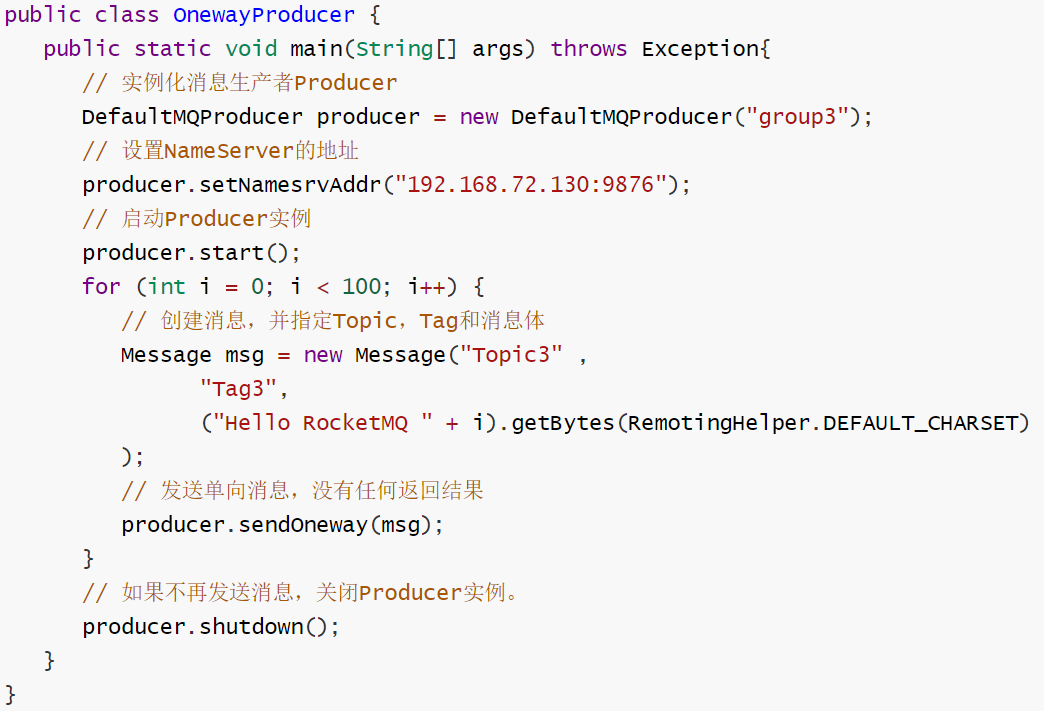 public class OnewayProducer {
   public static void main(String[] args) throws Exception{
      // 实例化消息生产者Producer
      DefaultMQProducer producer = new DefaultMQProducer("group3");
      // 设置NameServer的地址
      producer.setNamesrvAddr("192.168.72.130:9876");
      // 启动Producer实例
      producer.start();
      for (int i = 0; i < 100; i++) {
         // 创建消息，并指定Topic，Tag和消息体
         Message msg = new Message("Topic3" ,
               "Tag3",
               ("Hello RocketMQ " + i).getBytes(RemotingHelper.DEFAULT_CHARSET)
         );
         // 发送单向消息，没有任何返回结果
         producer.sendOneway(msg);
      }
      // 如果不再发送消息，关闭Producer实例。
      producer.shutdown();
   }
}